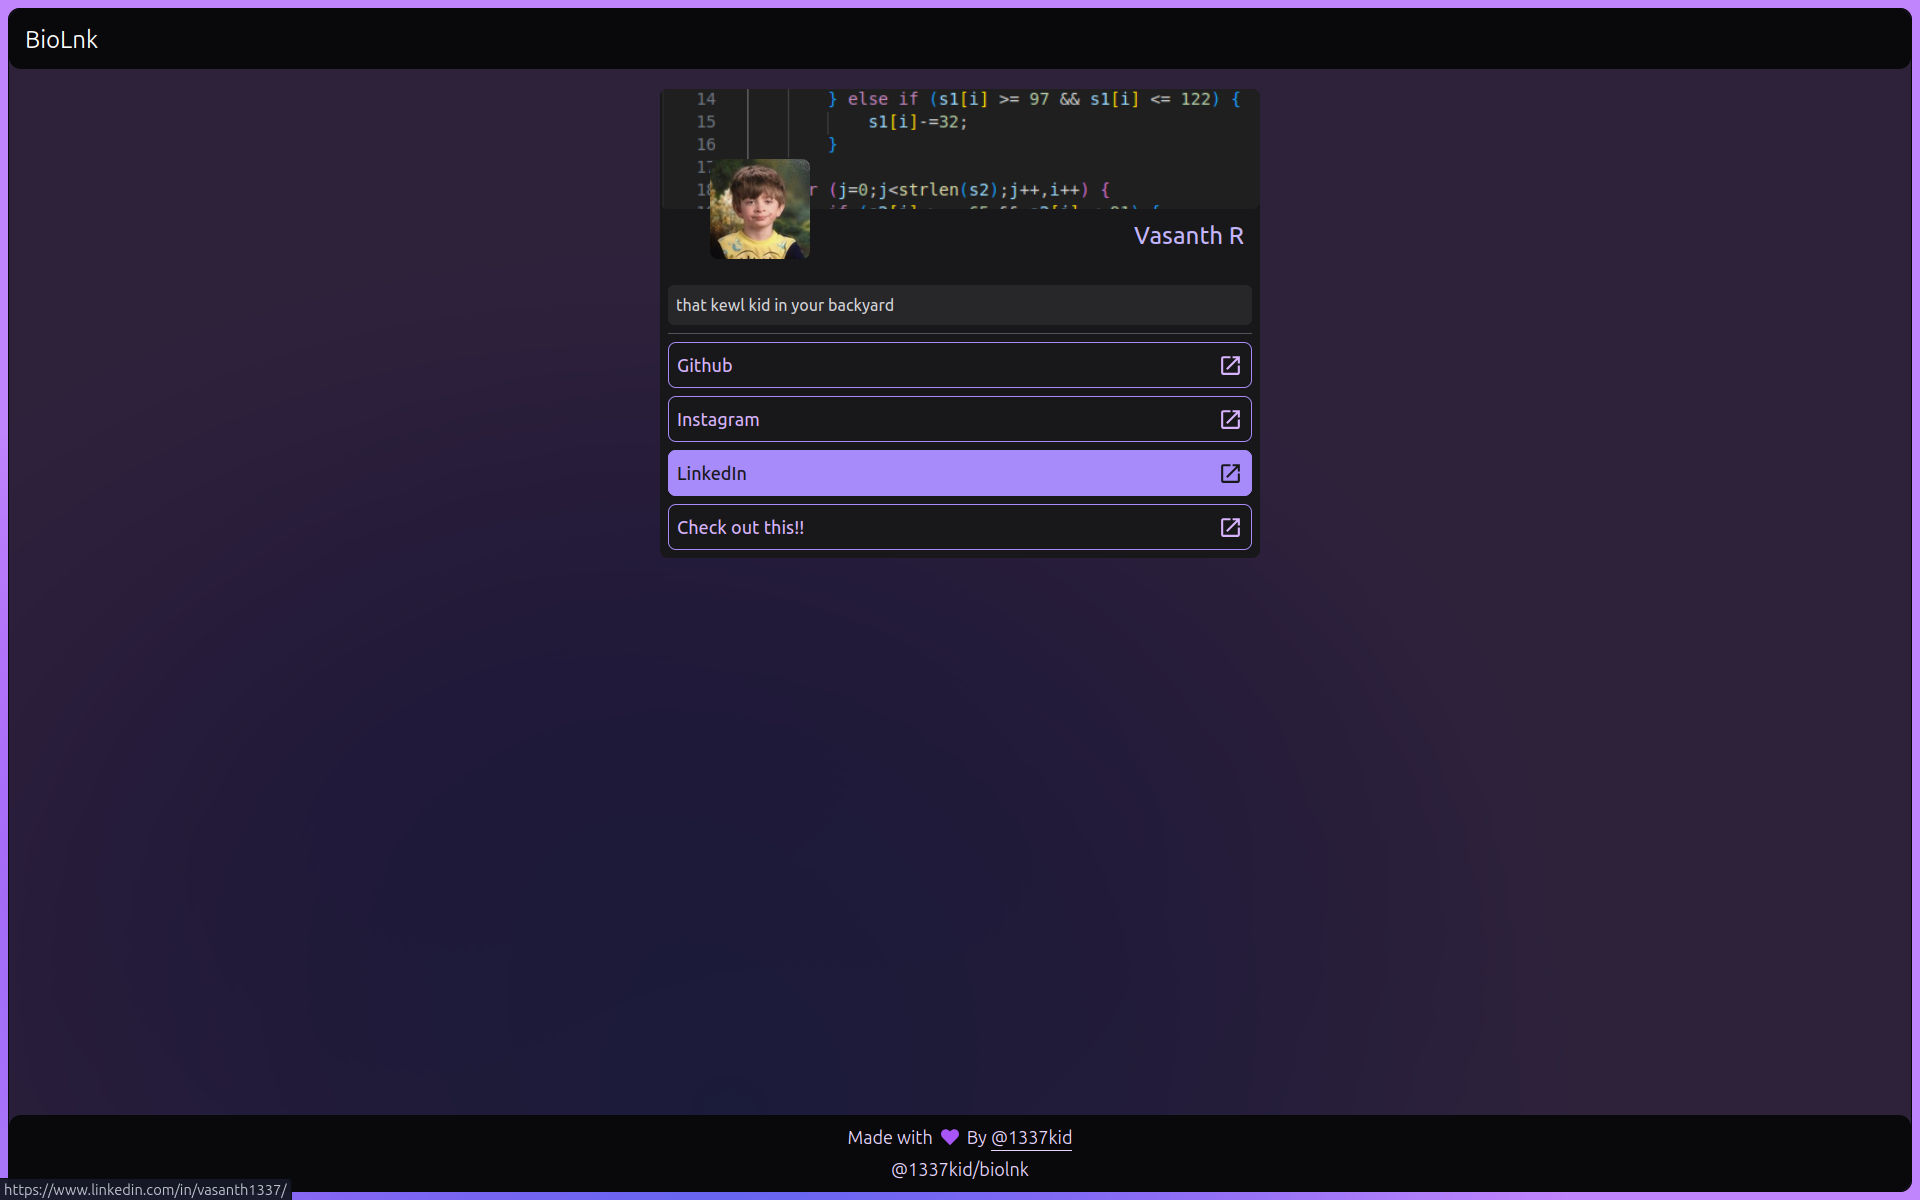 BioLnk
14 } else if (s1[i] >= 97 && s1[i] <= 122) {
15 s1[i]-=32;
16 }
17
18 r (j=0;j<strlen(s2);j++,i++) {
Vasanth R
that kewl kid in your backyard
Github
Instagram
LinkedIn
Check out this!!
Made with 💜 By @1337kid
@1337kid/biolnk
https://www.linkedin.com/in/vasanth1337/